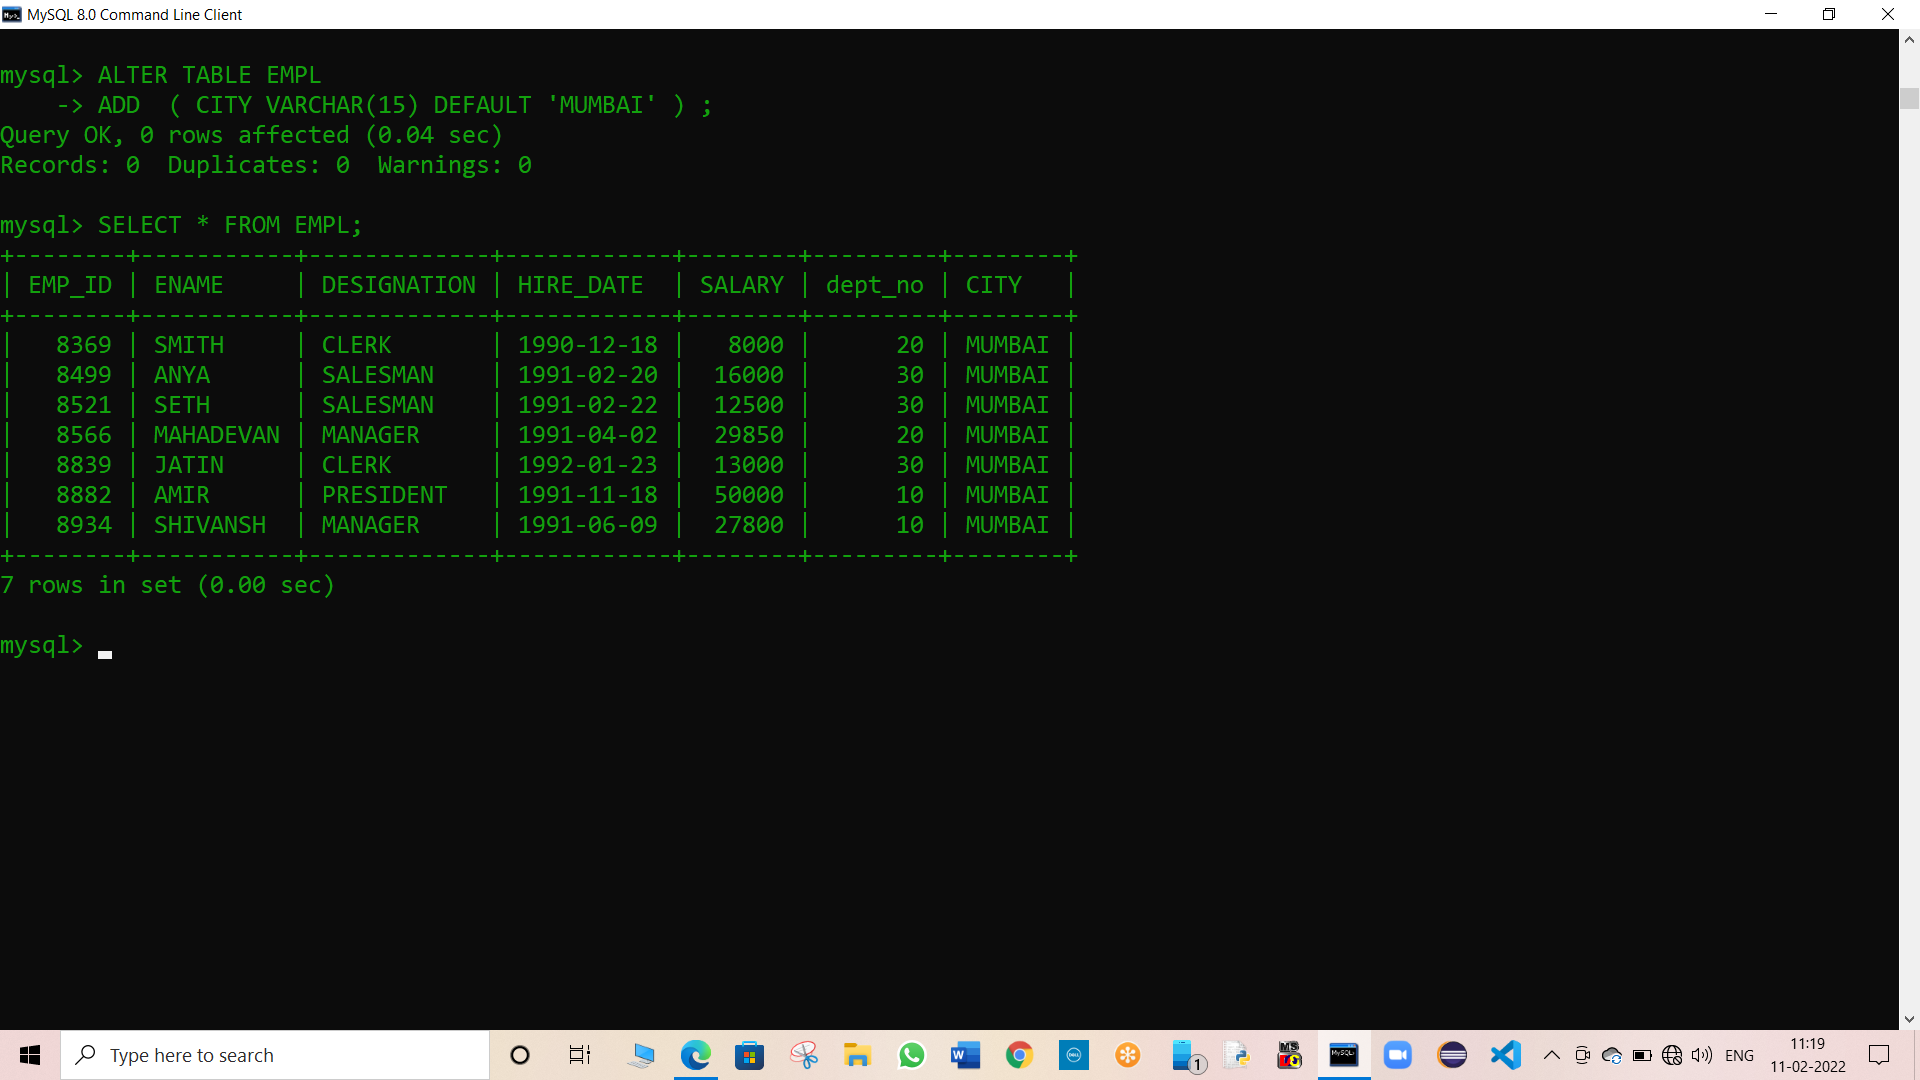 MySQL 8.0 Command Line Client
mysql> ALTER TABLE EMPL
    -> ADD  ( CITY VARCHAR(15) DEFAULT 'MUMBAI' ) ;
Query OK, 0 rows affected (0.04 sec)
Records: 0  Duplicates: 0  Warnings: 0
mysql> SELECT * FROM EMPL;
+--------+-----------+-------------+------------+--------+---------+--------+
| EMP_ID | ENAME     | DESIGNATION | HIRE_DATE  | SALARY | dept_no | CITY   |
+--------+-----------+-------------+------------+--------+---------+--------+
|   8369 | SMITH     | CLERK       | 1990-12-18 |   8000 |      20 | MUMBAI |
|   8499 | ANYA      | SALESMAN    | 1991-02-20 |  16000 |      30 | MUMBAI |
|   8521 | SETH      | SALESMAN    | 1991-02-22 |  12500 |      30 | MUMBAI |
|   8566 | MAHADEVAN | MANAGER     | 1991-04-02 |  29850 |      20 | MUMBAI |
|   8839 | JATIN     | CLERK       | 1992-01-23 |  13000 |      30 | MUMBAI |
|   8882 | AMIR      | PRESIDENT   | 1991-11-18 |  50000 |      10 | MUMBAI |
|   8934 | SHIVANSH  | MANAGER     | 1991-06-09 |  27800 |      10 | MUMBAI |
+--------+-----------+-------------+------------+--------+---------+--------+
7 rows in set (0.00 sec)
mysql>
Type here to search
1
ENG
11:19
11-02-2022